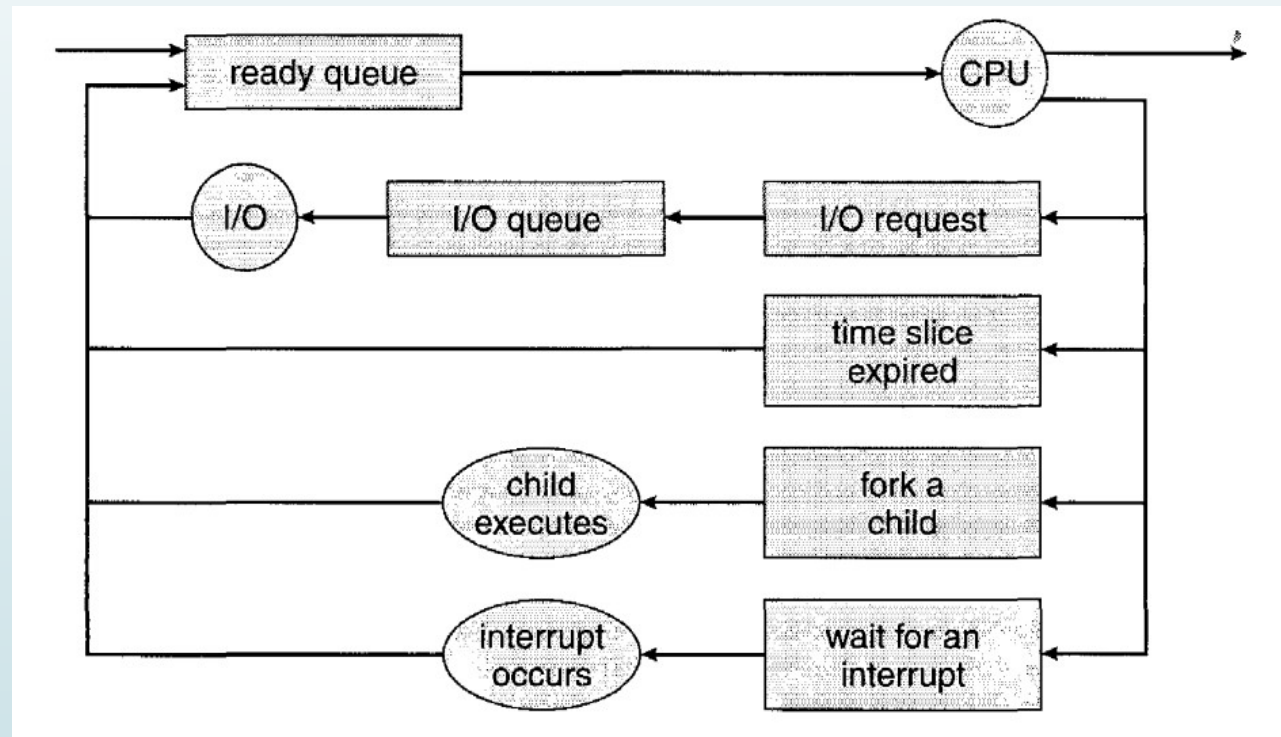 ready queue
CPU
I/O
I/O queue
I/O request
time slice
expired
child
executes
fork a
child
interrupt
occurs
wait for an
interrupt